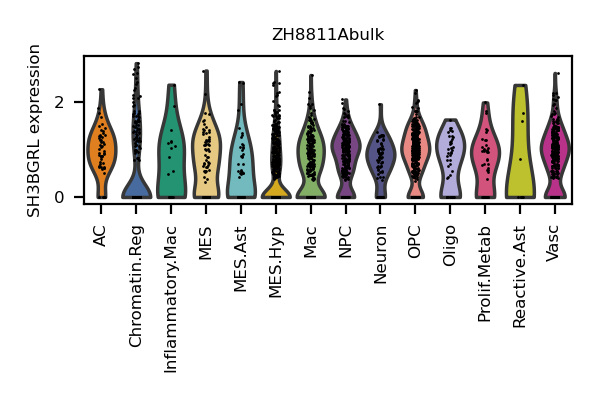 ZH8811Abulk
SH3BGRL expression
2
0
AC
Chromatin.Reg
Inflammatory.Mac
MES
MES.Ast
MES.Hyp
Mac
NPC
Neuron
OPC
Oligo
Prolif.Metab
Reactive.Ast
Vasc